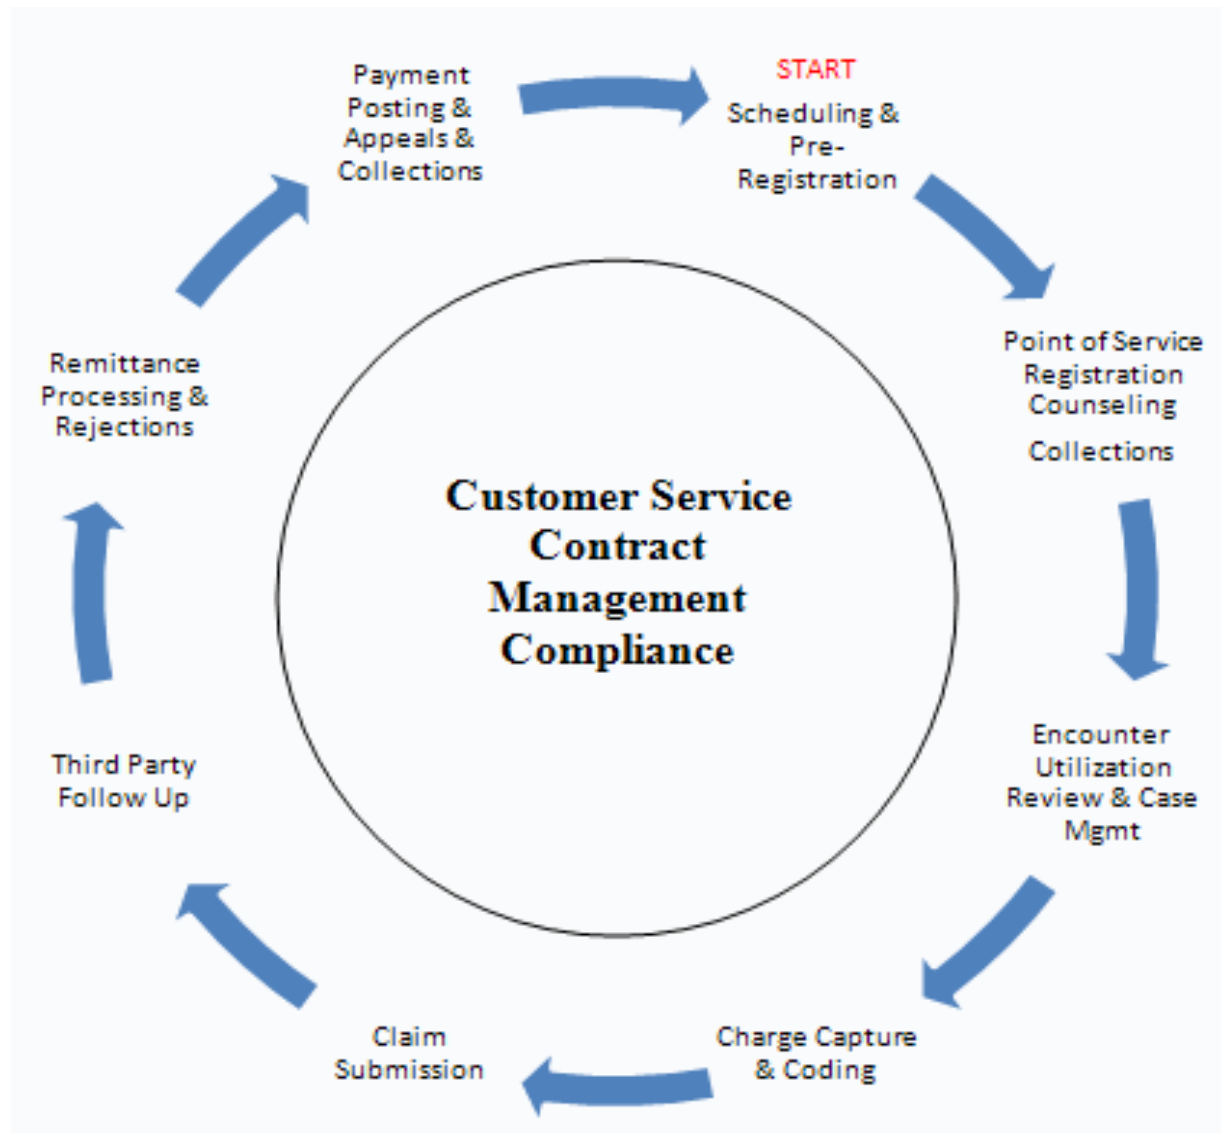 START
Scheduling &
Pre-
Registration
Point of Service
Registration
Counseling
Collections
Encounter
Utilization
Review & Case
Mgmt
Charge Capture
& Coding
Claim
Submission
Third Party
Follow Up
Remittance
Processing &
Rejections
Payment
Posting &
Appeals &
Collections
Customer Service
Contract
Management
Compliance